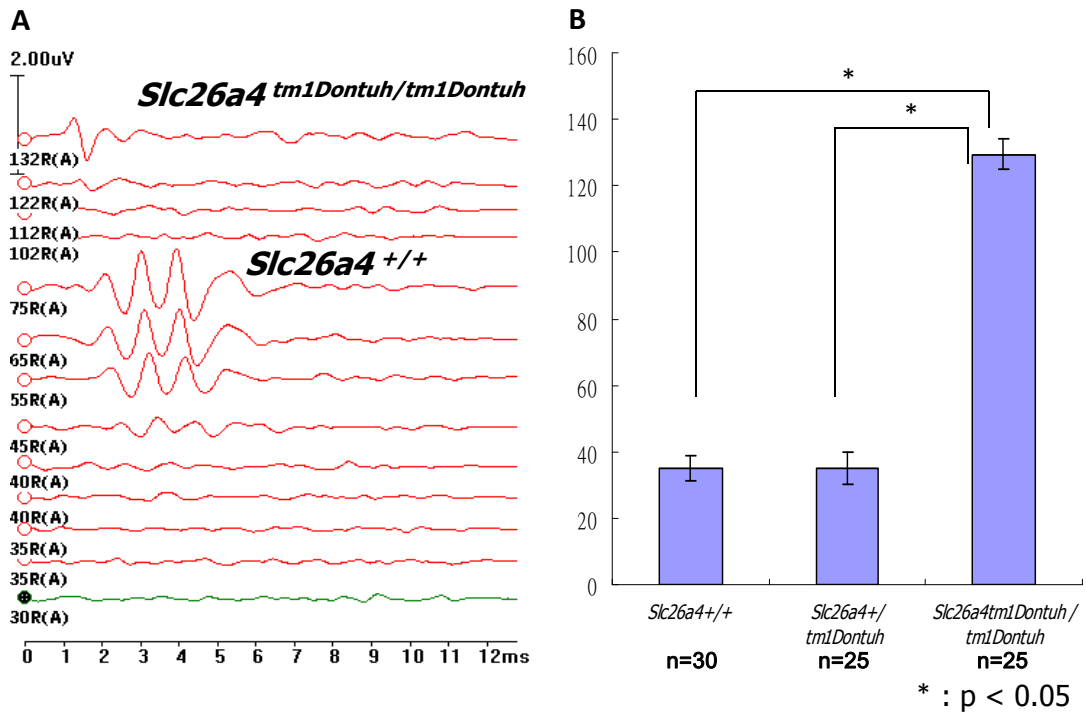 A
2.00uV
Slc26a4 tm1Dontuh/tm1Dontuh
132R(A)
122R(A)
112R(A)
102R(A)
Slc26a4 +/+
75R(A)
65R(A)
55R(A)
45R(A)
40R(A)
40R(A)
35R(A)
35R(A)
30R(A)
0 1 2 3 4 5 6 7 8 9 10 11 12ms
B
160
140
120
100
80
60
40
20
0
*
*
Slc26a4+/+
n=30
Slc26a4+/
tm1Dontuh
n=25
Slc26a4tm1Dontuh/
tm1Dontuh
n=25
* : p < 0.05